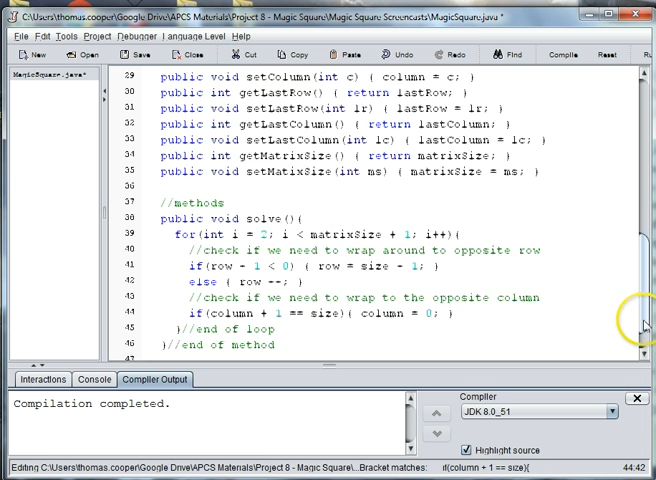 C:\Users\thomas.cooper\Google Drive\APCS Materials\Project 8 - Magic Square\Magic Square Screencasts\MagicSquare.java *
File Edit Tools Project Debugger Language Level Help
New Open Save Close Cut Copy Paste Undo Redo Find Compile Reset Ru
MagicSquare.java*
29 public void setColumn(int c) { column = c; }
30 public int getLastRow() { return lastRow; }
31 public void setLastRow(int lr) { lastRow = lr; }
32 public int getLastColumn() { return lastColumn; }
33 public void setLastColumn(int lc) { lastColumn = lc; }
34 public int getMatrixSize() { return matrixSize; }
35 public void setMatixSize(int ms) { matrixSize = ms; }
36
37 //methods
38 public void solve(){
39 for(int i = 2; i < matrixSize + 1; i++){
40 //check if we need to wrap around to opposite row
41 if(row - 1 < 0) { row = size - 1; }
42 else { row --; }
43 //check if we need to wrap to the opposite column
44 if(column + 1 == size){ column = 0; }
45 }//end of loop
46 }//end of method
47
Interactions Console Compiler Output
Compilation completed.
Compiler
JDK 8.0_51
Highlight source
Editing C:\Users\thomas.cooper\Google Drive\APCS Materials\Project 8 - Magic Square\... Bracket matches: if(column + 1 == size){ 44:42